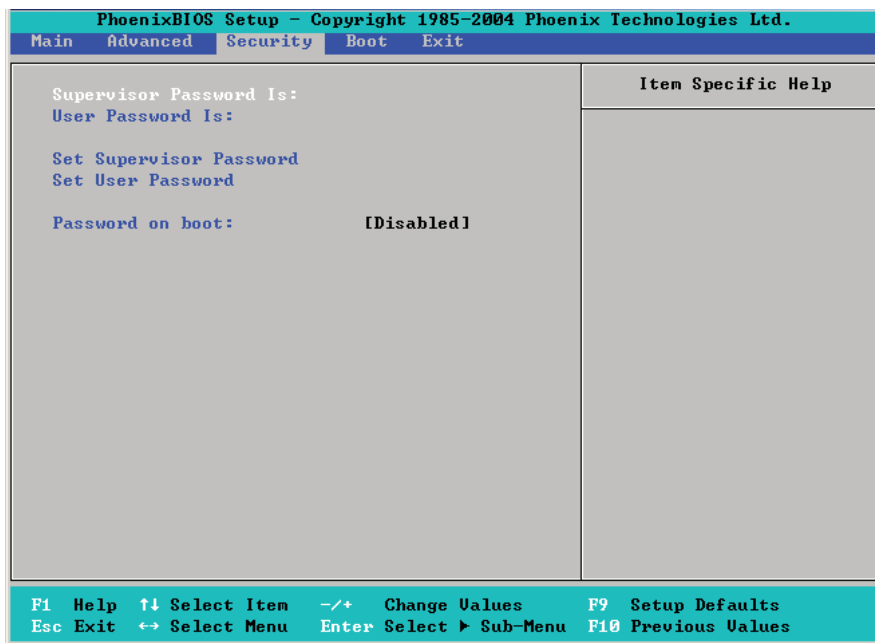 PhoenixBIOS Setup - Copyright 1985-2004 Phoenix Technologies Ltd.
Main Advanced Security Boot Exit
Supervisor Password Is:
User Password Is:
Set Supervisor Password
Set User Password
Password on boot: [Disabled]
Item Specific Help
F1 Help ↑↓ Select Item -/+ Change Values F9 Setup Defaults
Esc Exit ↔ Select Menu Enter Select ▶ Sub-Menu F10 Previous Values